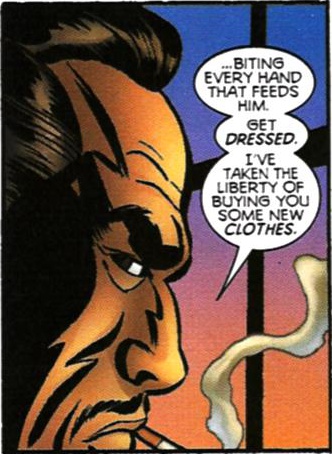 ...BITING
EVERY HAND
THAT FEEDS
HIM.
GET
DRESSED.
I'VE
TAKEN THE
LIBERTY OF
BUYING YOU
SOME NEW
CLOTHES.